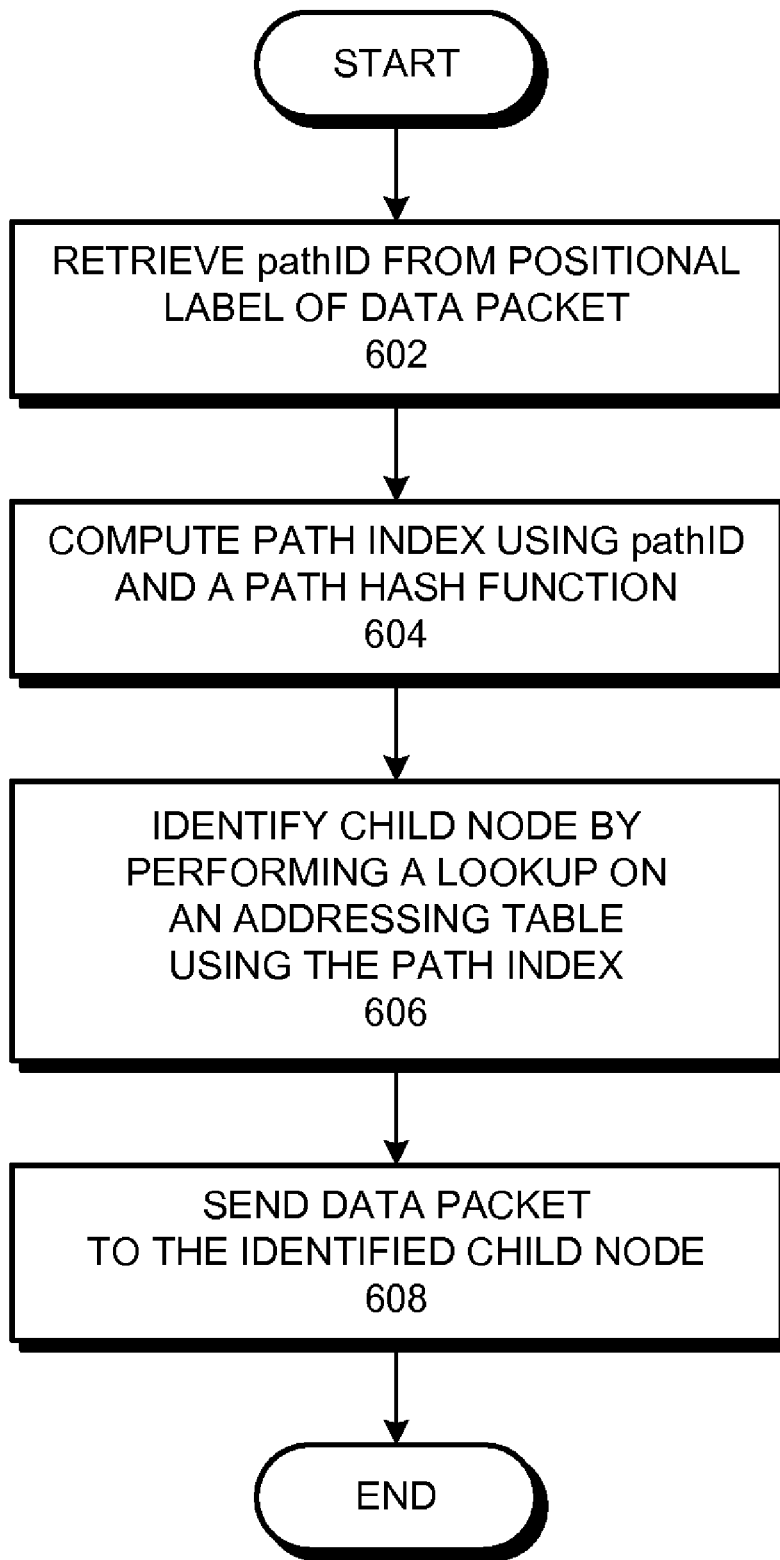 START
RETRIEVE pathID FROM POSITIONAL
LABEL OF DATA PACKET
602
COMPUTE PATH INDEX USING pathID
AND A PATH HASH FUNCTION
604
IDENTIFY CHILD NODE BY
PERFORMING A LOOKUP ON
AN ADDRESSING TABLE
USING THE PATH INDEX
606
SEND DATA PACKET
TO THE IDENTIFIED CHILD NODE
608
END